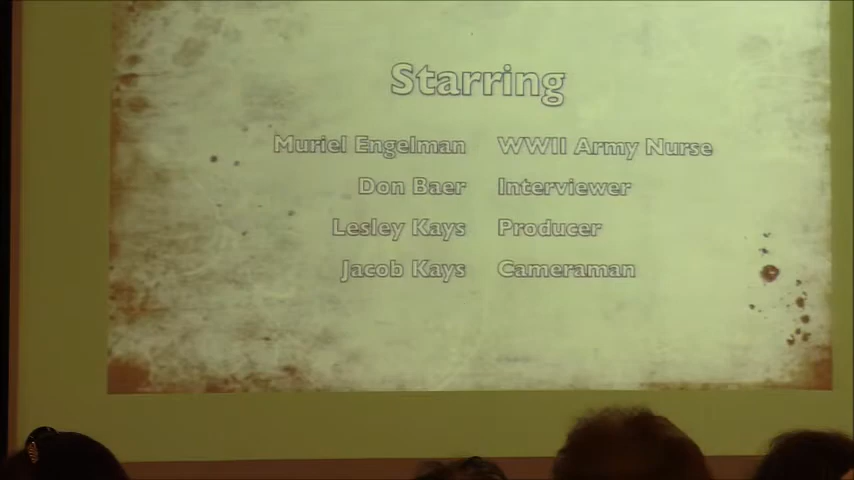 Starring
Muriel Engelman WWII Army Nurse
Don Baer Interviewer
Lesley Kays Producer
Jacob Kays Cameraman